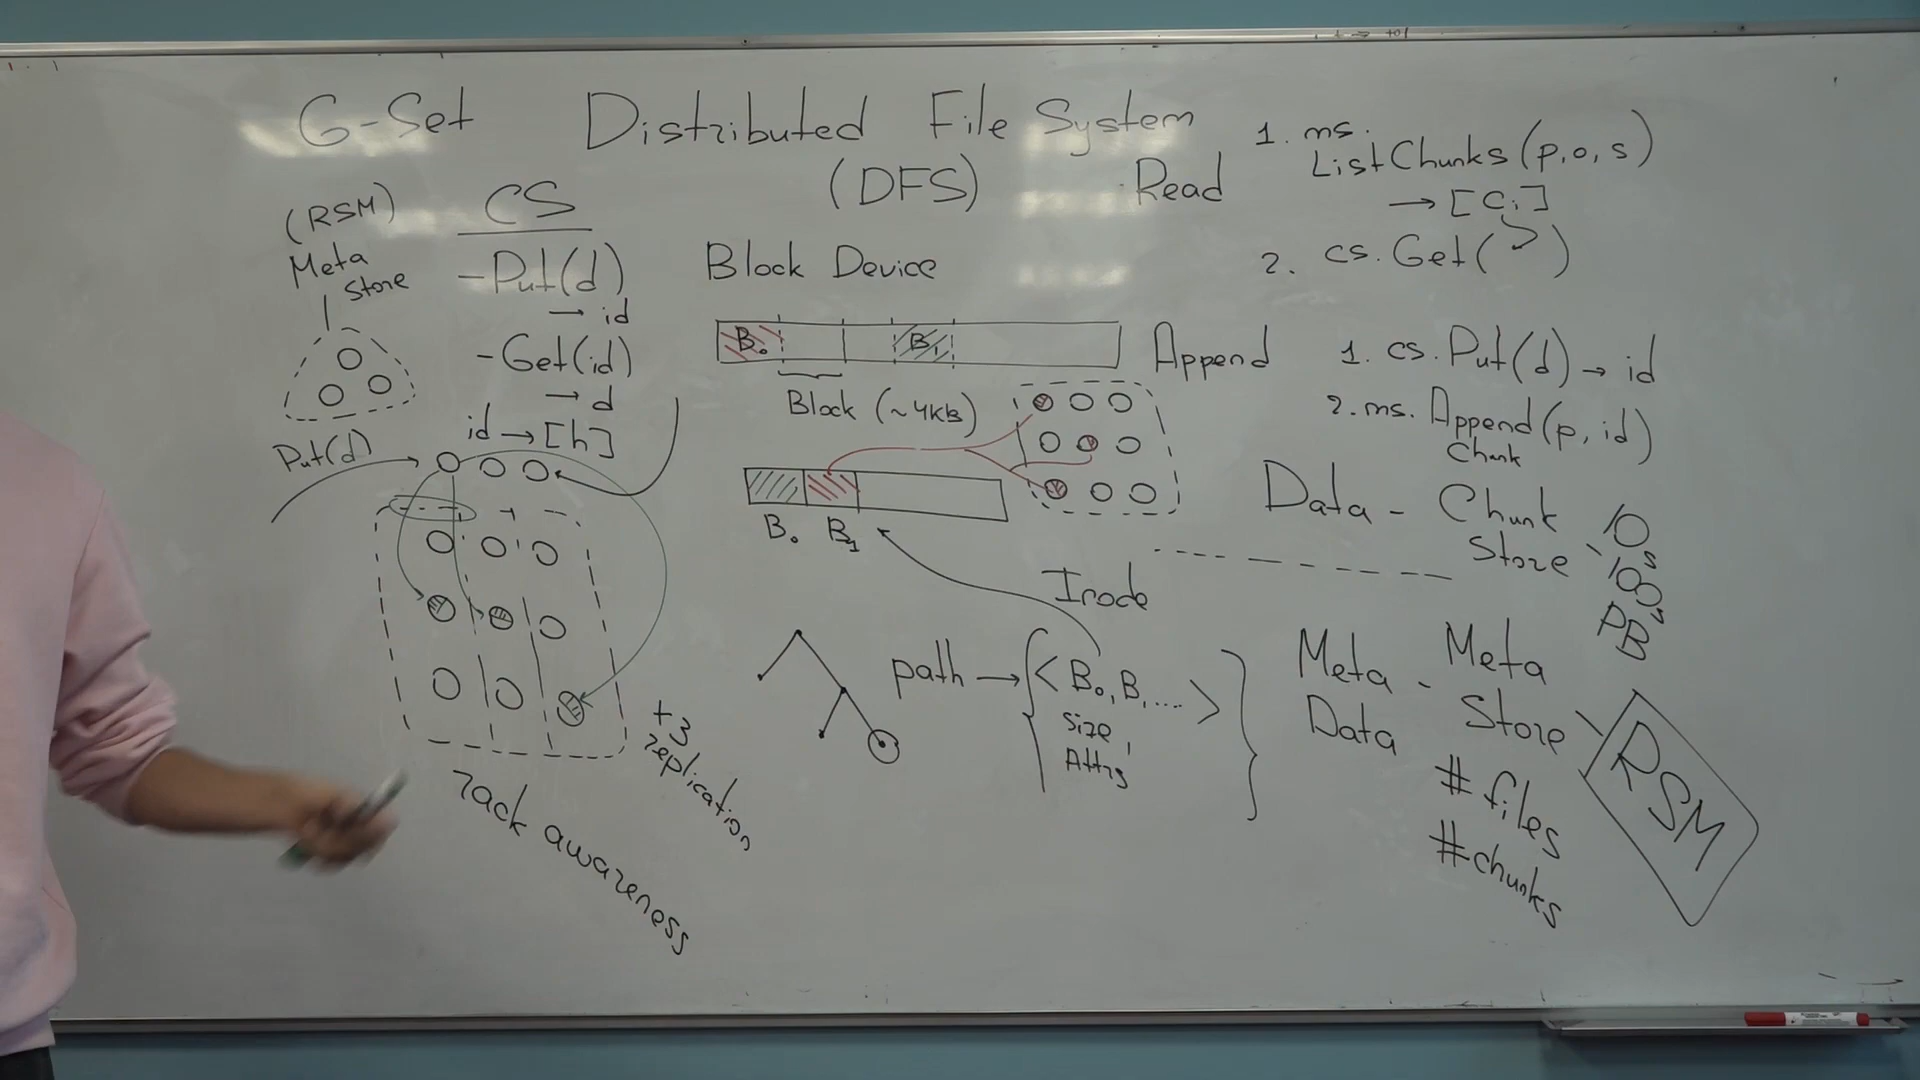 G-Set
Distributed File System
(DFS)
(RSM)
Meta
Store
CS
-Put(d)
→ id
-Get(id)
→ d
id → [h]
Put(d)
+3
replication
rack awareness
Block Device
B₀
B₁
Block (~4KB)
B₀ B₁
Inode
path → { < B₀, B₁ .... >
Size,
Attrs
Read
1. ms.
ListChunks(p,o,s)
→ [cᵢ]
2. cs. Get( )
Append
1. cs. Put(d) → id
2. ms. Append(p, id)
Chunk
Data - Chunk
Store
10s
100s
PB
Meta - Meta
Data Store
#files
#chunks
RSM